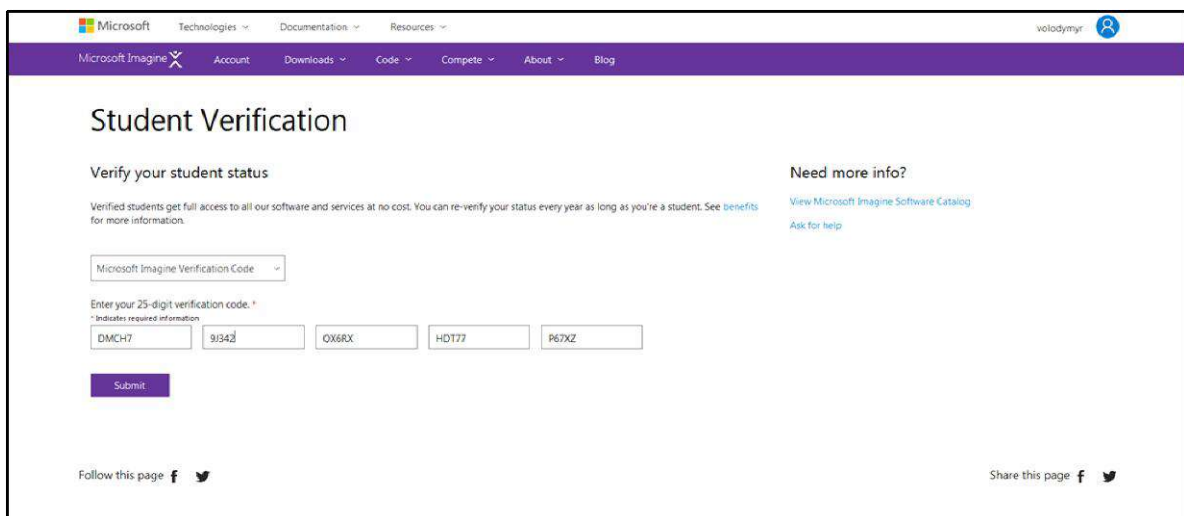 Microsoft Technologies Documentation Resources volodymyr
Microsoft Imagine Account Downloads Code Compete About Blog
Student Verification
Verify your student status
Verified students get full access to all our software and services at no cost. You can re-verify your status every year as long as you're a student. See benefits
for more information.
Need more info?
View Microsoft Imagine Software Catalog
Ask for help
Microsoft Imagine Verification Code
Enter your 25-digit verification code. *
* Indicates required information
DMCH7 9J342 OX6RX HDT77 P67XZ
Submit
Follow this page Share this page